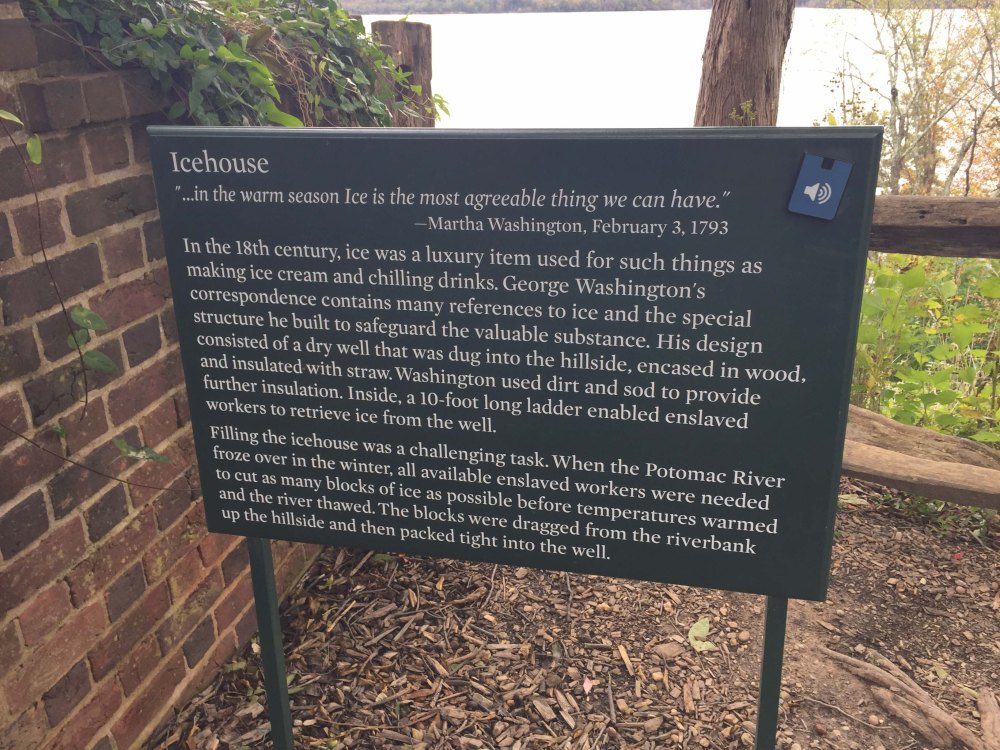 Icehouse
"...in the warm season Ice is the most agreeable thing we can have."
—Martha Washington, February 3, 1793
In the 18th century, ice was a luxury item used for such things as
making ice cream and chilling drinks. George Washington's
correspondence contains many references to ice and the special
structure he built to safeguard the valuable substance. His design
consisted of a dry well that was dug into the hillside, encased in wood,
and insulated with straw. Washington used dirt and sod to provide
further insulation. Inside, a 10-foot long ladder enabled enslaved
workers to retrieve ice from the well.
Filling the icehouse was a challenging task. When the Potomac River
froze over in the winter, all available enslaved workers were needed
to cut as many blocks of ice as possible before temperatures warmed
and the river thawed. The blocks were dragged from the riverbank
up the hillside and then packed tight into the well.